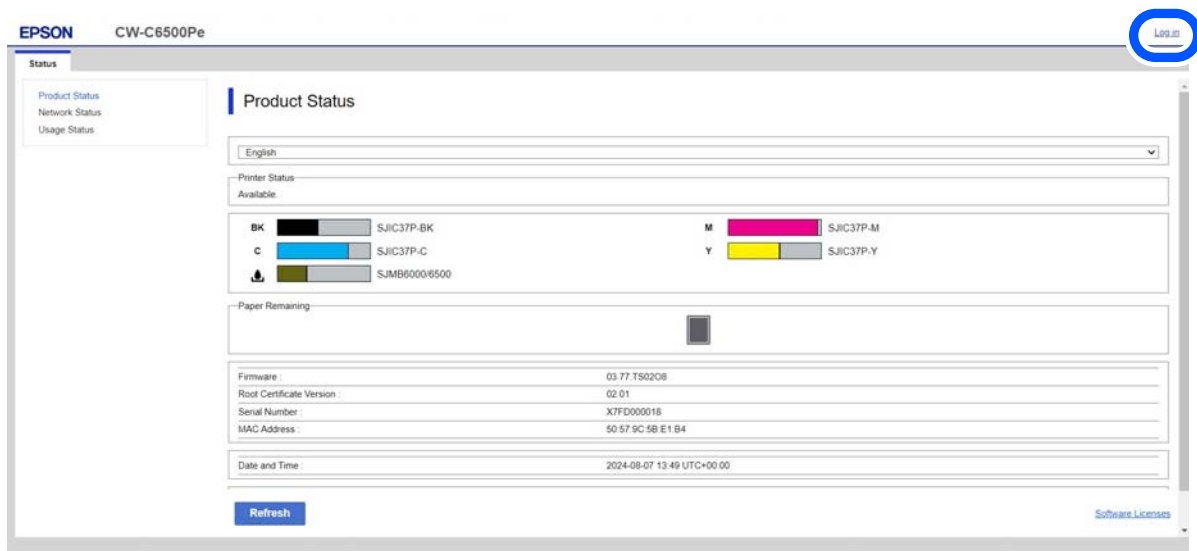 EPSON CW-C6500Pe Log in
Status
Product Status
Network Status
Usage Status
Product Status
English
Printer Status
Available.
BK SJIC37P-BK M SJIC37P-M
C SJIC37P-C Y SJIC37P-Y
SJMB6000/6500
Paper Remaining
Firmware : 03.77.TS02O8
Root Certificate Version : 02.01
Serial Number : X7FD000018
MAC Address : 50:57:9C:5B:E1:B4
Date and Time : 2024-08-07 13:49 UTC+00:00
Refresh Software Licenses